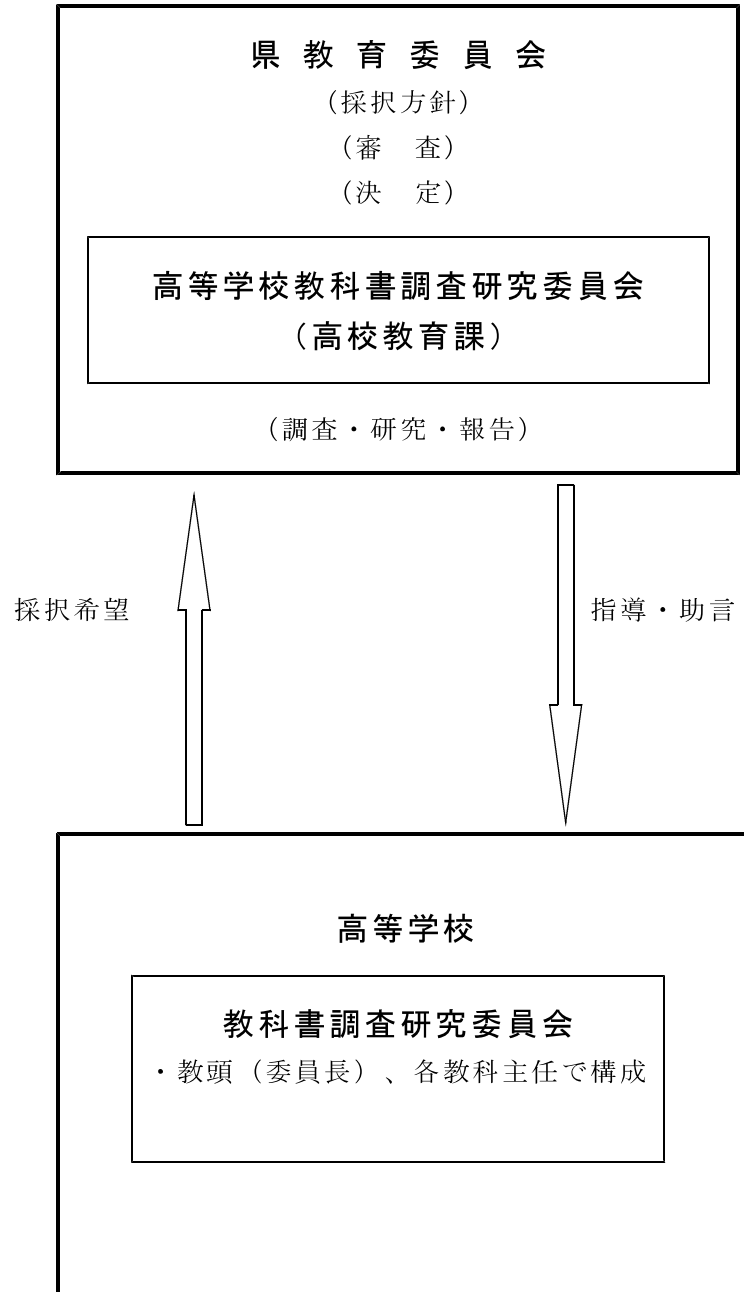 県教育委員会
（採択方針）
（審　査）
（決　定）
高等学校教科書調査研究委員会
（高校教育課）
（調査・研究・報告）
採択希望
指導・助言
高等学校
教科書調査研究委員会
・教頭（委員長）、各教科主任で構成